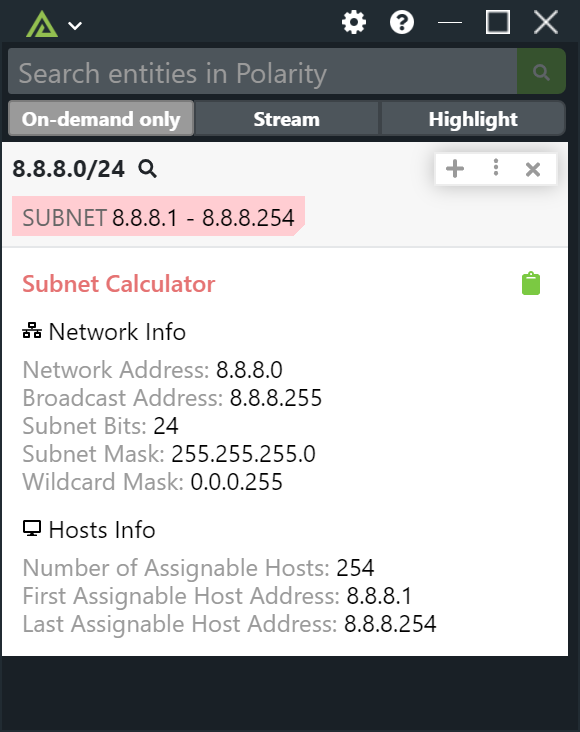 Search entities in Polarity
On-demand only Stream Highlight
8.8.8.0/24
SUBNET 8.8.8.1 - 8.8.8.254
Subnet Calculator
Network Info
Network Address: 8.8.8.0
Broadcast Address: 8.8.8.255
Subnet Bits: 24
Subnet Mask: 255.255.255.0
Wildcard Mask: 0.0.0.255
Hosts Info
Number of Assignable Hosts: 254
First Assignable Host Address: 8.8.8.1
Last Assignable Host Address: 8.8.8.254